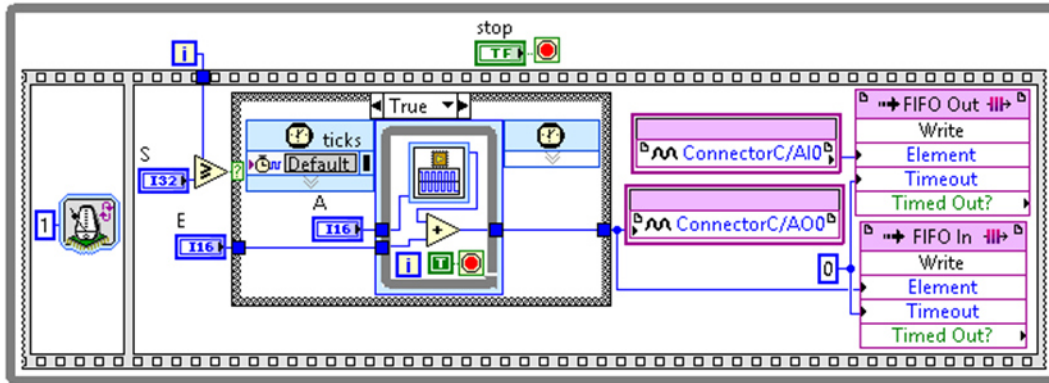 stop
TF
i
True
FIFO Out
Write
Element
Timeout
Timed Out?
ticks
Default
ConnectorC/AI0
S
I32
?
1
A
I16
+
E
I16
i
T
ConnectorC/AO0
0
FIFO In
Write
Element
Timeout
Timed Out?